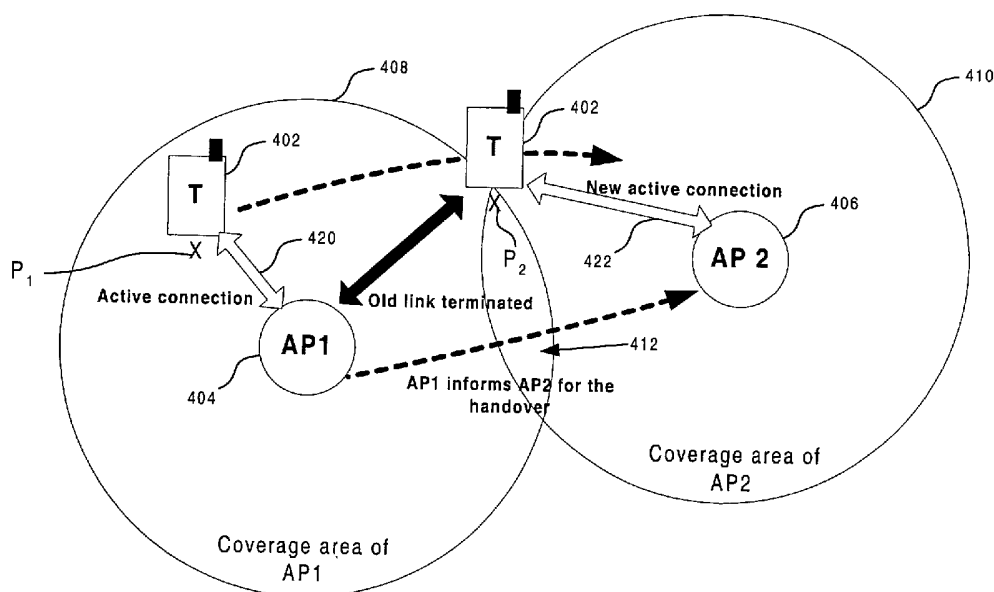 408
410
402
402
T
T
New active connection
406
P1
X
420
X
P2
422
AP 2
Active connection
Old link terminated
AP1
412
404
AP1 informs AP2 for the
handover
Coverage area of
AP2
Coverage area of
AP1